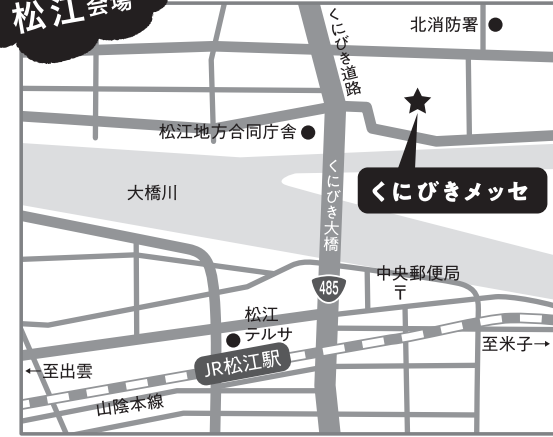 松江会場
くにびき道路
北消防署
松江地方合同庁舎
くにびきメッセ
くにびき大橋
大橋川
中央郵便局
〒
485
松江
テルサ
JR松江駅
至米子→
←至出雲
山陰本線